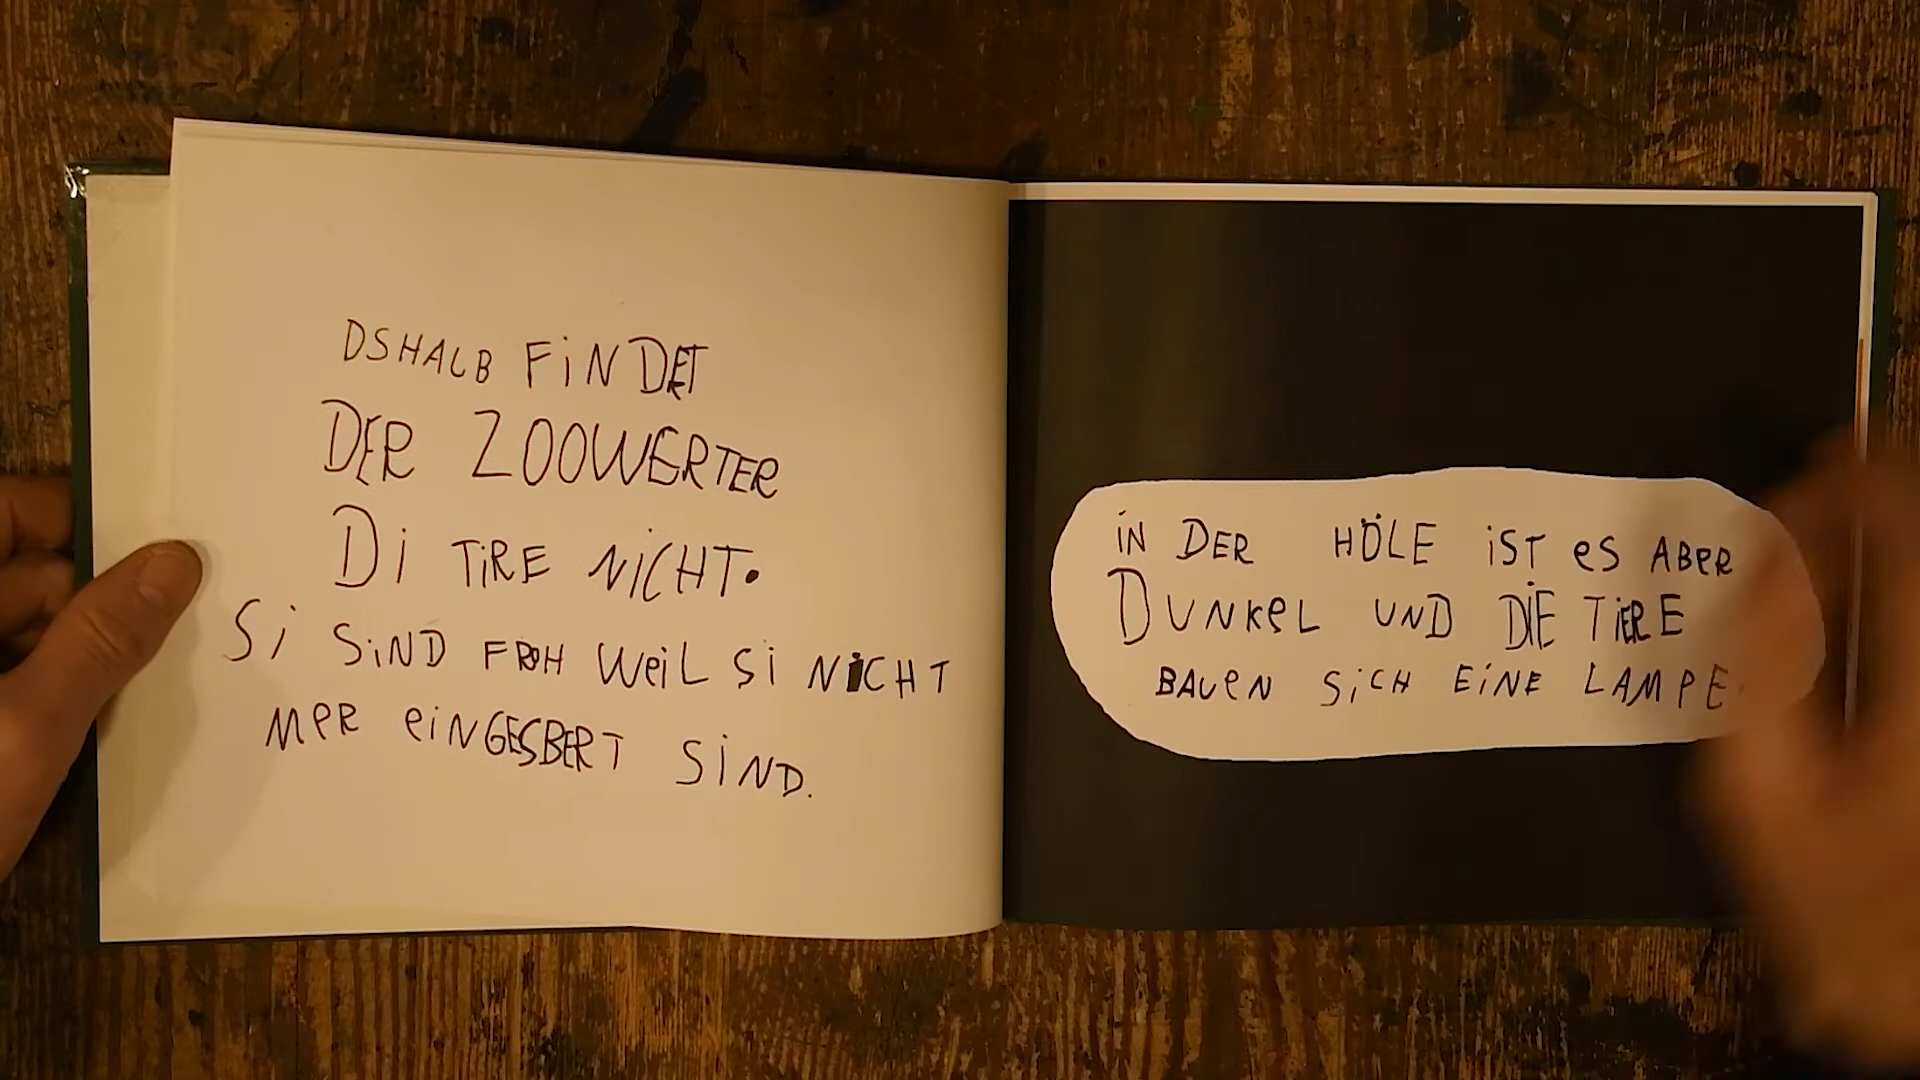 DSHALB FiNDET
DER ZOOWERTER
Di TiRE NiCHT.
Si SiND FROH WeiL Si NiCHT
MeR eiNGESBERT SiND.
iN DER HÖLE iST eS ABeR
DUNKeL UND DiE TiERE
BAUeN SiCH EiNE LAMPE.